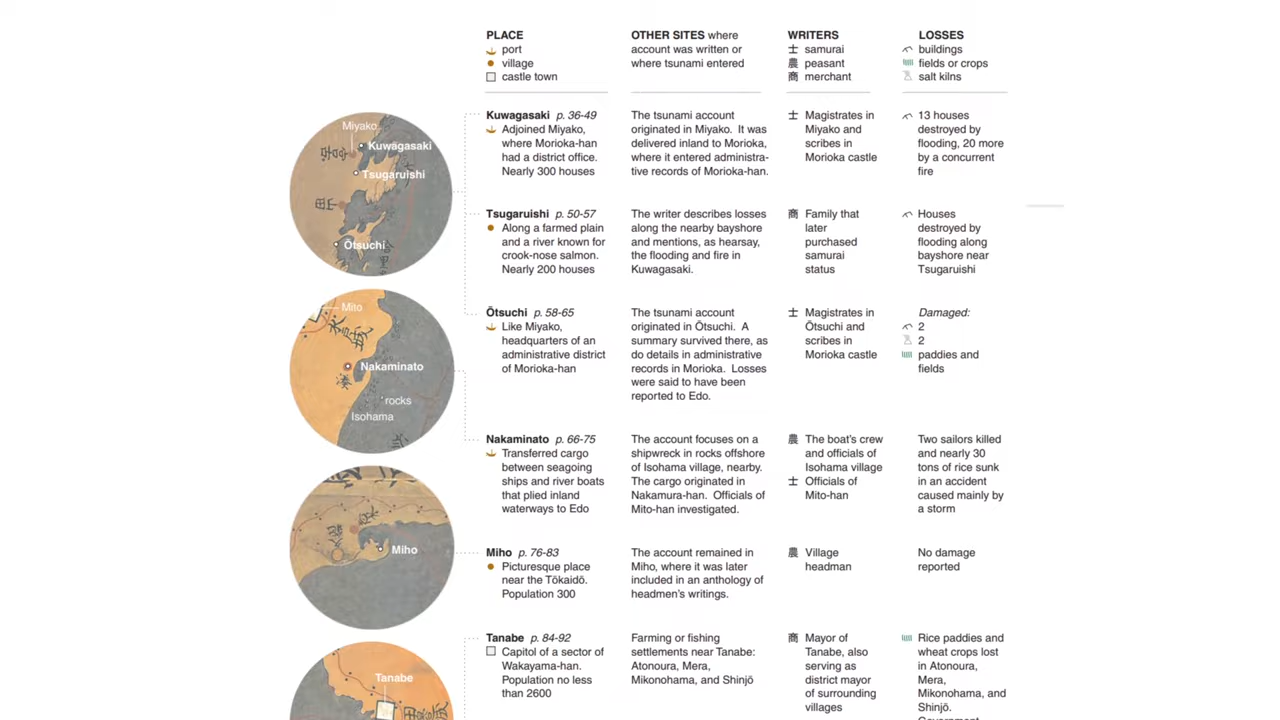 PLACE
port
village
castle town
OTHER SITES where
account was written or
where tsunami entered
WRITERS
士 samurai
農 peasant
商 merchant
LOSSES
buildings
fields or crops
salt kilns
Miyako
Kuwagasaki
Tsugaruishi
Ōtsuchi
Kuwagasaki p. 36-49
Adjoined Miyako,
where Morioka-han
had a district office.
Nearly 300 houses
The tsunami account
originated in Miyako. It was
delivered inland to Morioka,
where it entered administra-
tive records of Morioka-han.
士 Magistrates in
Miyako and
scribes in
Morioka castle
13 houses
destroyed by
flooding, 20 more
by a concurrent
fire
Tsugaruishi p. 50-57
Along a farmed plain
and a river known for
crook-nose salmon.
Nearly 200 houses
The writer describes losses
along the nearby bayshore
and mentions, as hearsay,
the flooding and fire in
Kuwagasaki.
商 Family that
later
purchased
samurai
status
Houses
destroyed by
flooding along
bayshore near
Tsugaruishi
Ōtsuchi p. 58-65
Like Miyako,
headquarters of an
administrative district
of Morioka-han
The tsunami account
originated in Ōtsuchi. A
summary survived there, as
do details in administrative
records in Morioka. Losses
were said to have been
reported to Edo.
士 Magistrates in
Ōtsuchi and
scribes in
Morioka castle
Damaged:
2
2
paddies and
fields
Mito
Nakaminato
rocks
Isohama
Nakaminato p. 66-75
Transferred cargo
between seagoing
ships and river boats
that plied inland
waterways to Edo
The account focuses on a
shipwreck in rocks offshore
of Isohama village, nearby.
The cargo originated in
Nakamura-han. Officials of
Mito-han investigated.
農 The boat's crew
and officials of
Isohama village
士 Officials of
Mito-han
Two sailors killed
and nearly 30
tons of rice sunk
in an accident
caused mainly by
a storm
Miho
Miho p. 76-83
Picturesque place
near the Tōkaidō.
Population 300
The account remained in
Miho, where it was later
included in an anthology of
headmen's writings.
農 Village
headman
No damage
reported
Tanabe
Tanabe p. 84-92
Capitol of a sector of
Wakayama-han.
Population no less
than 2600
Farming or fishing
settlements near Tanabe:
Atonoura, Mera,
Mikonohama, and Shinjō
商 Mayor of
Tanabe, also
serving as
district mayor
of surrounding
villages
Rice paddies and
wheat crops lost
in Atonoura,
Mera,
Mikonohama, and
Shinjō.